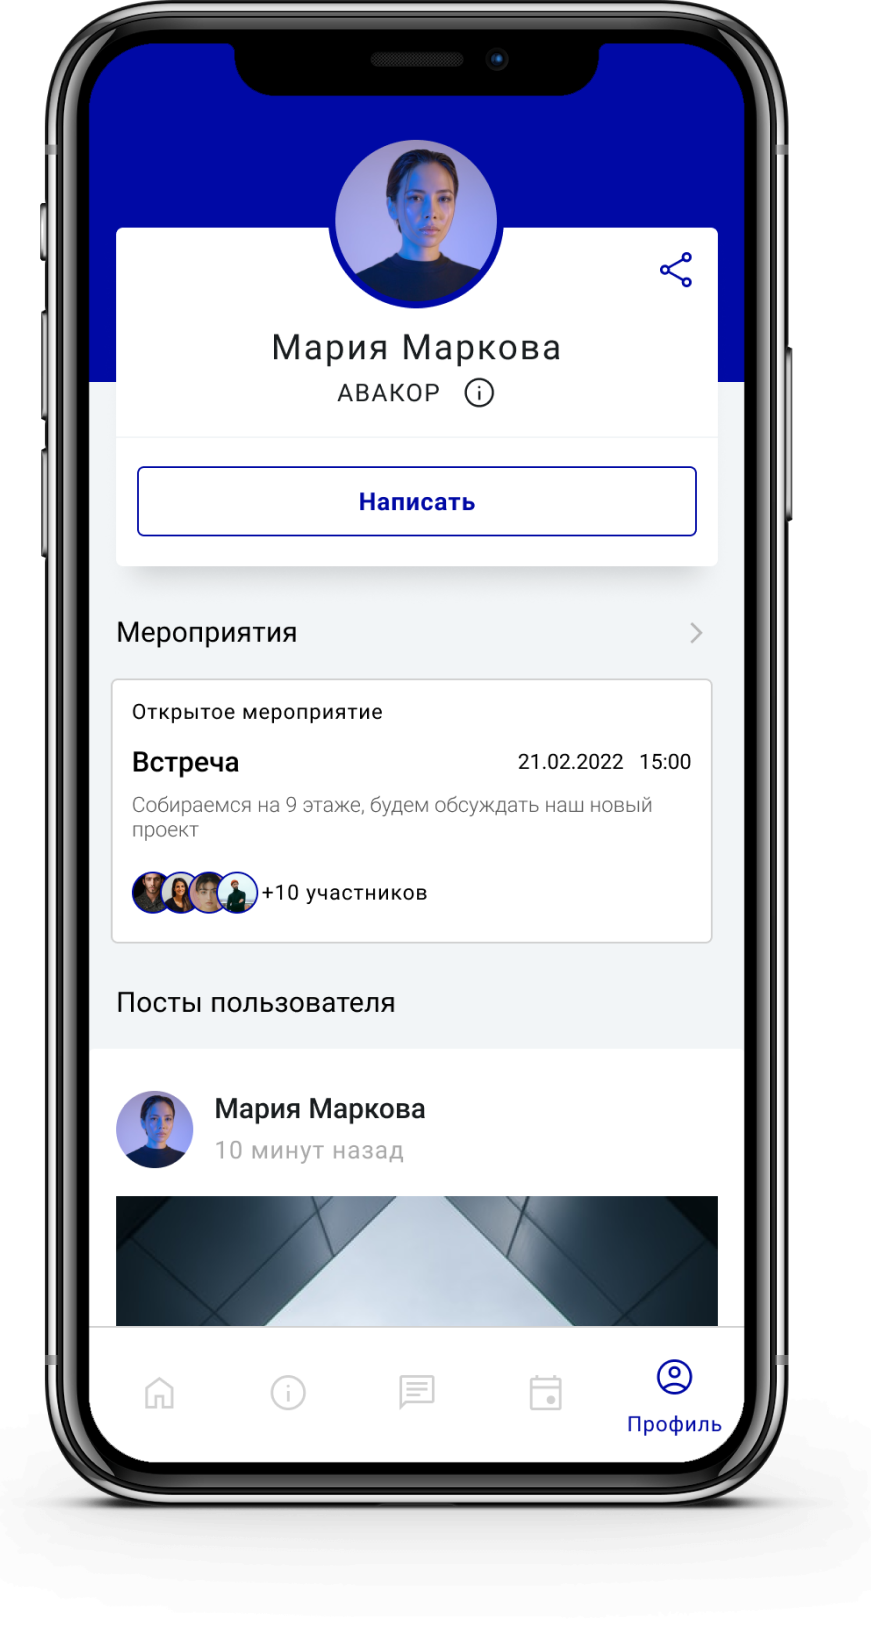 Мария Маркова
АВАКОР
Написать
Мероприятия
Открытое мероприятие
Встреча 21.02.2022 15:00
Собираемся на 9 этаже, будем обсуждать наш новый
проект
+10 участников
Посты пользователя
Мария Маркова
10 минут назад
Профиль